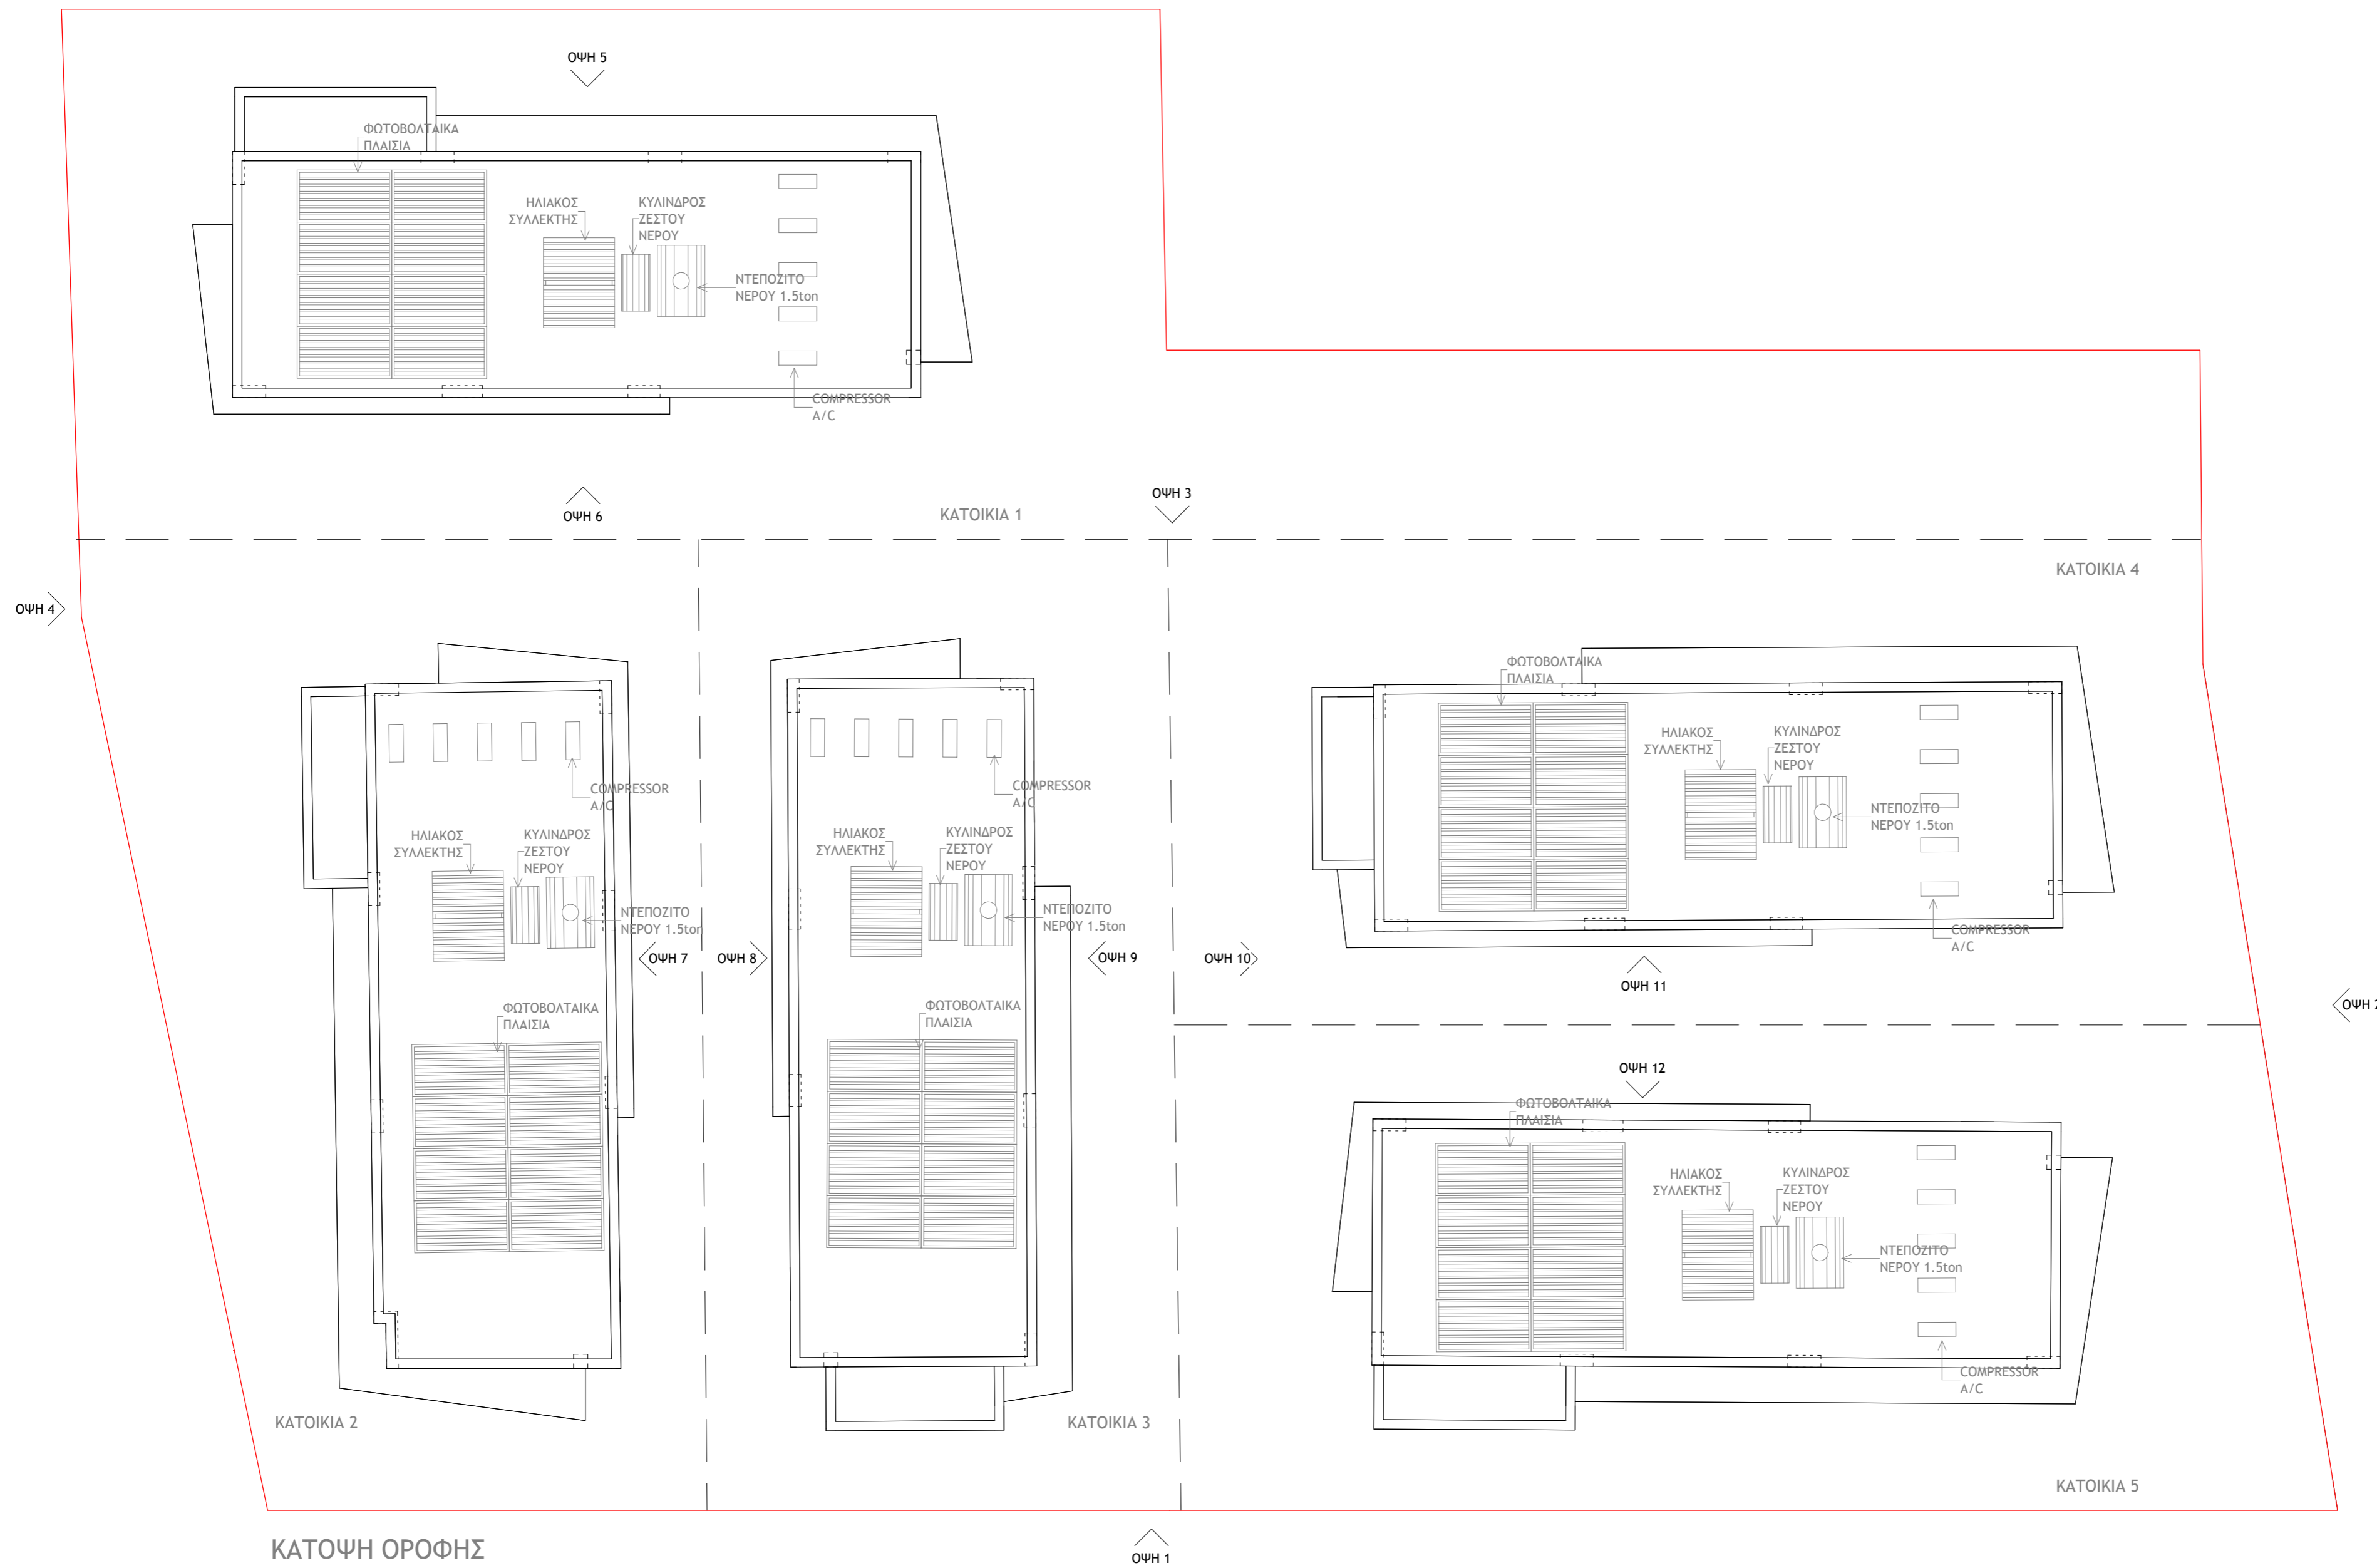 ΟΨΗ 5
ΦΩΤΟΒΟΛΤΑΙΚΑ
ΠΛΑΙΣΙΑ
ΗΛΙΑΚΟΣ
ΣΥΛΛΕΚΤΗΣ
ΚΥΛΙΝΔΡΟΣ
ΖΕΣΤΟΥ
ΝΕΡΟΥ
ΝΤΕΠΟΖΙΤΟ
ΝΕΡΟΥ 1.5ton
COMPRESSOR
A/C
ΟΨΗ 6
ΚΑΤΟΙΚΙΑ 1
ΟΨΗ 3
ΚΑΤΟΙΚΙΑ 4
ΟΨΗ 4
COMPRESSOR
A/C
ΗΛΙΑΚΟΣ
ΣΥΛΛΕΚΤΗΣ
ΚΥΛΙΝΔΡΟΣ
ΖΕΣΤΟΥ
ΝΕΡΟΥ
ΝΤΕΠΟΖΙΤΟ
ΝΕΡΟΥ 1.5ton
ΟΨΗ 7
ΦΩΤΟΒΟΛΤΑΙΚΑ
ΠΛΑΙΣΙΑ
ΚΑΤΟΙΚΙΑ 2
COMPRESSOR
A/C
ΗΛΙΑΚΟΣ
ΣΥΛΛΕΚΤΗΣ
ΚΥΛΙΝΔΡΟΣ
ΖΕΣΤΟΥ
ΝΕΡΟΥ
ΝΤΕΠΟΖΙΤΟ
ΝΕΡΟΥ 1.5ton
ΟΨΗ 8
ΟΨΗ 9
ΦΩΤΟΒΟΛΤΑΙΚΑ
ΠΛΑΙΣΙΑ
ΚΑΤΟΙΚΙΑ 3
ΦΩΤΟΒΟΛΤΑΙΚΑ
ΠΛΑΙΣΙΑ
ΗΛΙΑΚΟΣ
ΣΥΛΛΕΚΤΗΣ
ΚΥΛΙΝΔΡΟΣ
ΖΕΣΤΟΥ
ΝΕΡΟΥ
ΝΤΕΠΟΖΙΤΟ
ΝΕΡΟΥ 1.5ton
COMPRESSOR
A/C
ΟΨΗ 10
ΟΨΗ 11
ΟΨΗ
ΟΨΗ 12
ΦΩΤΟΒΟΛΤΑΙΚΑ
ΠΛΑΙΣΙΑ
ΗΛΙΑΚΟΣ
ΣΥΛΛΕΚΤΗΣ
ΚΥΛΙΝΔΡΟΣ
ΖΕΣΤΟΥ
ΝΕΡΟΥ
ΝΤΕΠΟΖΙΤΟ
ΝΕΡΟΥ 1.5ton
COMPRESSOR
A/C
ΚΑΤΟΙΚΙΑ 5
ΚΑΤΟΨΗ ΟΡΟΦΗΣ
ΟΨΗ 1